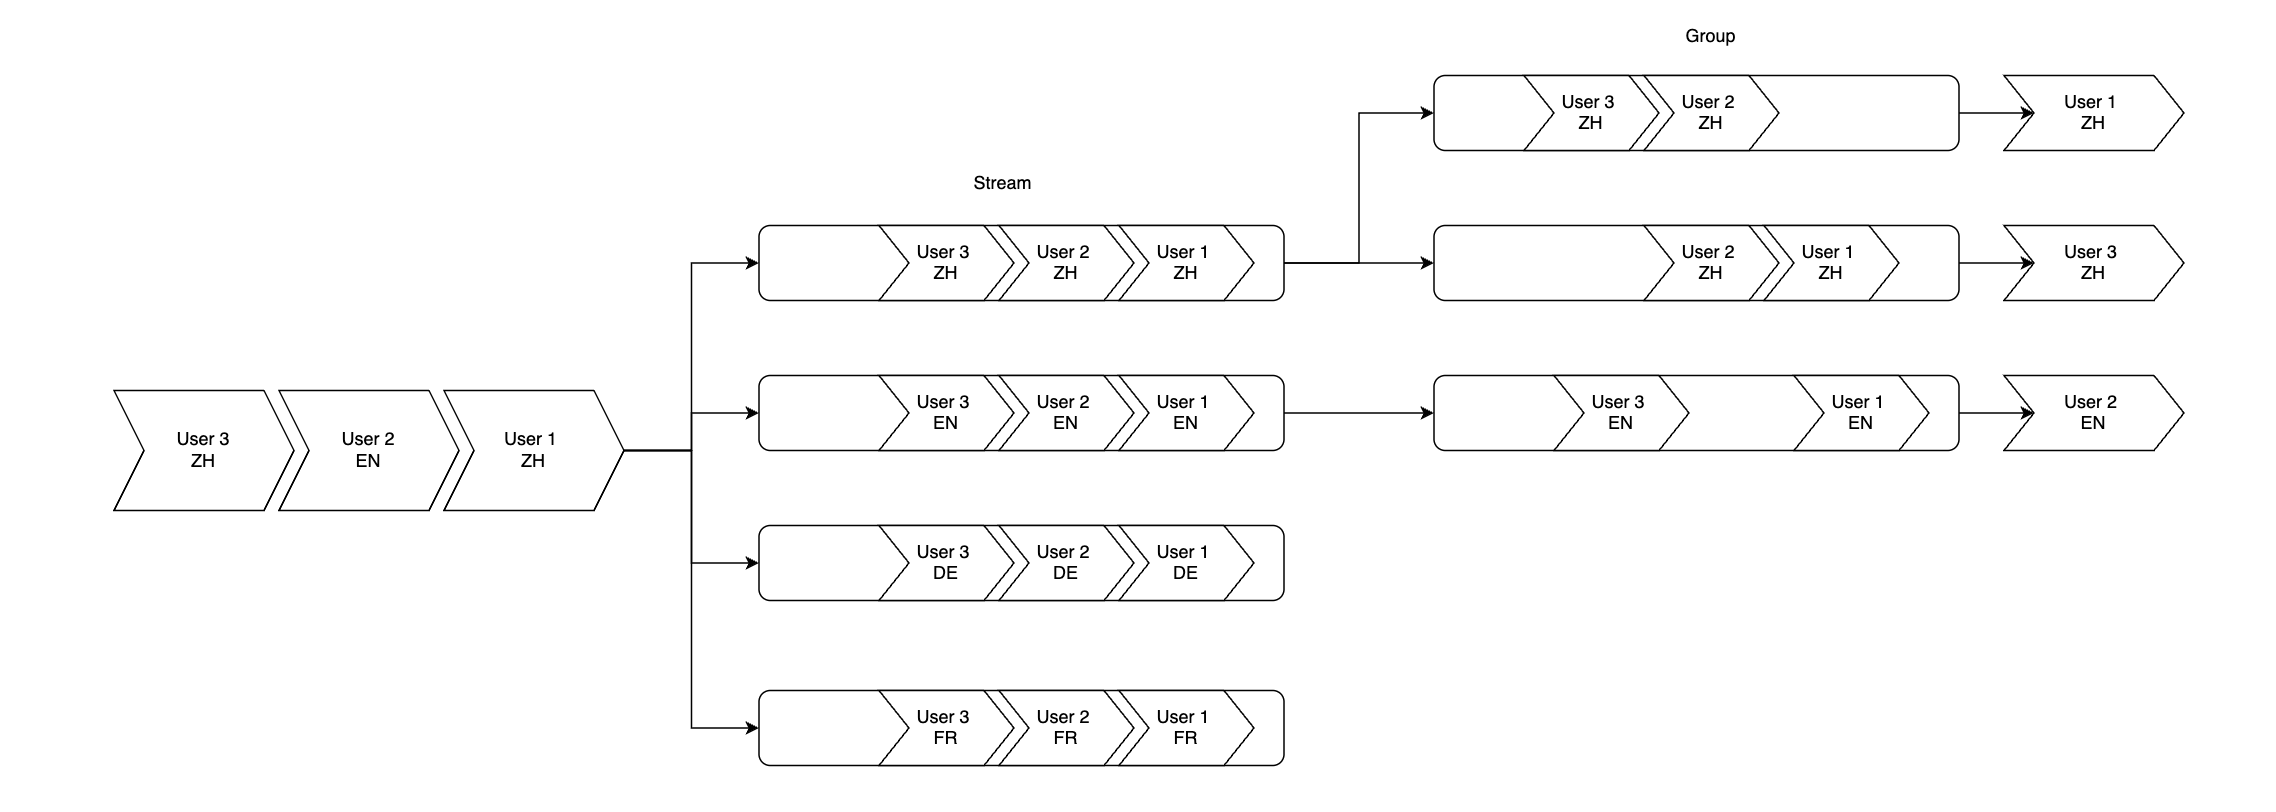 Group
User 3
ZH
User 2
ZH
User 1
ZH
Stream
User 3
ZH
User 2
ZH
User 1
ZH
User 2
ZH
User 1
ZH
User 3
ZH
User 3
EN
User 2
EN
User 1
EN
User 3
EN
User 1
EN
User 2
EN
User 3
ZH
User 2
EN
User 1
ZH
User 3
DE
User 2
DE
User 1
DE
User 3
FR
User 2
FR
User 1
FR